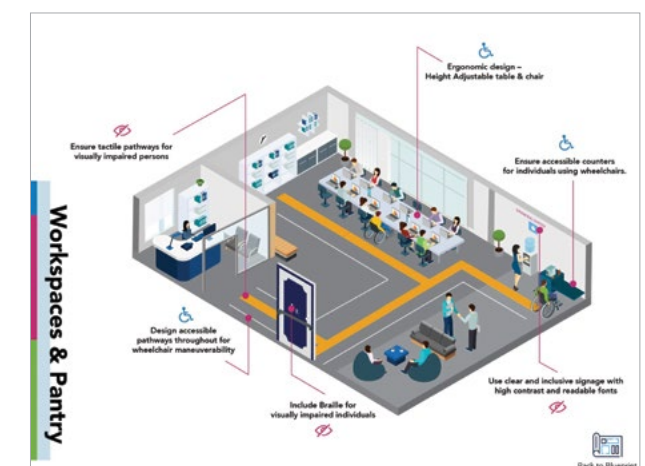 Workspaces & Pantry
Ergonomic design –
Height Adjustable table & chair
Ensure tactile pathways for
visually impaired persons
Ensure accessible counters
for individuals using wheelchairs.
Design accessible
pathways throughout for
wheelchair maneuverability
Include Braille for
visually impaired individuals
Use clear and inclusive signage with
high contrast and readable fonts
Back to Blueprint